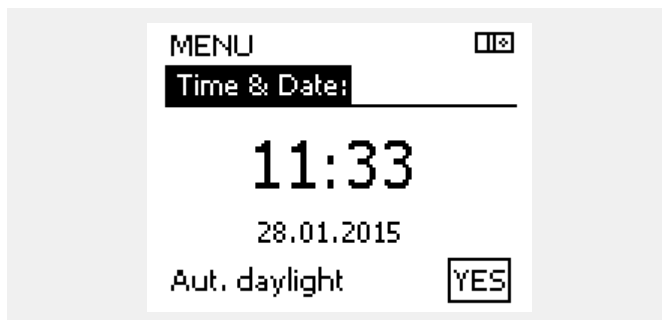 MENU
Time & Date:
11:33
28.01.2015
Aut. daylight YES